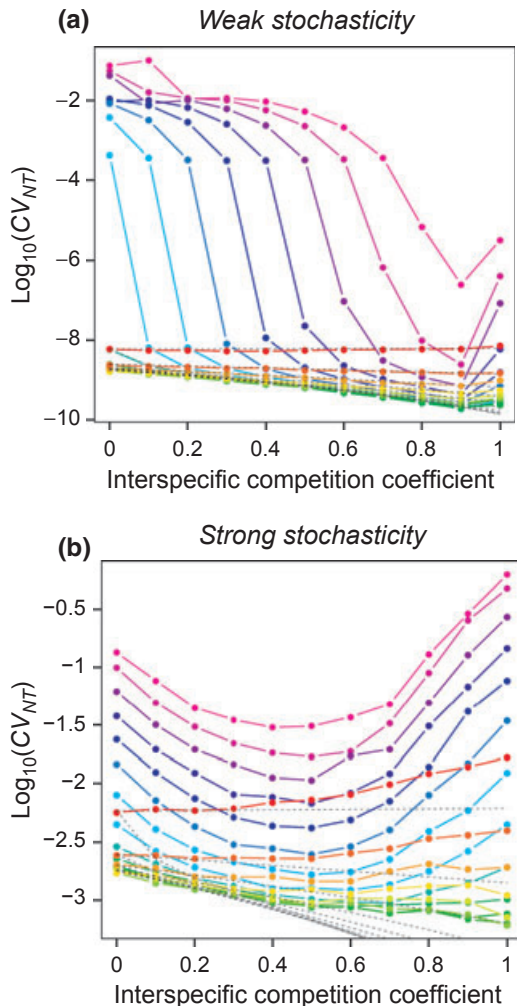 (a) Weak stochasticity
Log10(CVNT)
−2
−4
−6
−8
−10
0 0.2 0.4 0.6 0.8 1
Interspecific competition coefficient
(b) Strong stochasticity
Log10(CVNT)
−0.5
−1
−1.5
−2
−2.5
−3
0 0.2 0.4 0.6 0.8 1
Interspecific competition coefficient